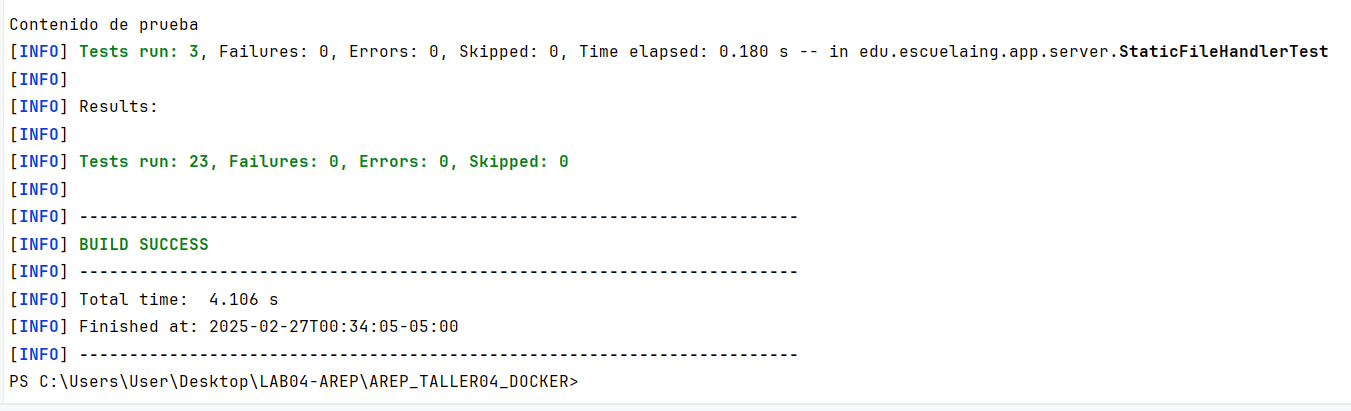 Contenido de prueba
[INFO] Tests run: 3, Failures: 0, Errors: 0, Skipped: 0, Time elapsed: 0.180 s -- in edu.escuelaing.app.server.StaticFileHandlerTest
[INFO]
[INFO] Results:
[INFO]
[INFO] Tests run: 23, Failures: 0, Errors: 0, Skipped: 0
[INFO]
[INFO] ------------------------------------------------------------------------
[INFO] BUILD SUCCESS
[INFO] ------------------------------------------------------------------------
[INFO] Total time:  4.106 s
[INFO] Finished at: 2025-02-27T00:34:05-05:00
[INFO] ------------------------------------------------------------------------
PS C:\Users\User\Desktop\LAB04-AREP\AREP_TALLER04_DOCKER>